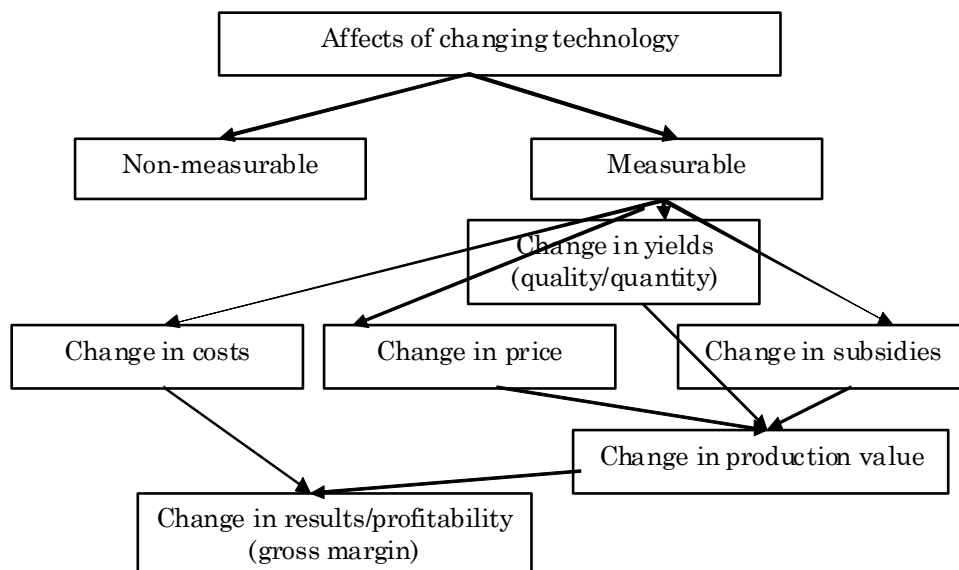 Affects of changing technology
Non-measurable
Measurable
Change in yields
(quality/quantity)
Change in costs
Change in price
Change in subsidies
Change in production value
Change in results/profitability
(gross margin)